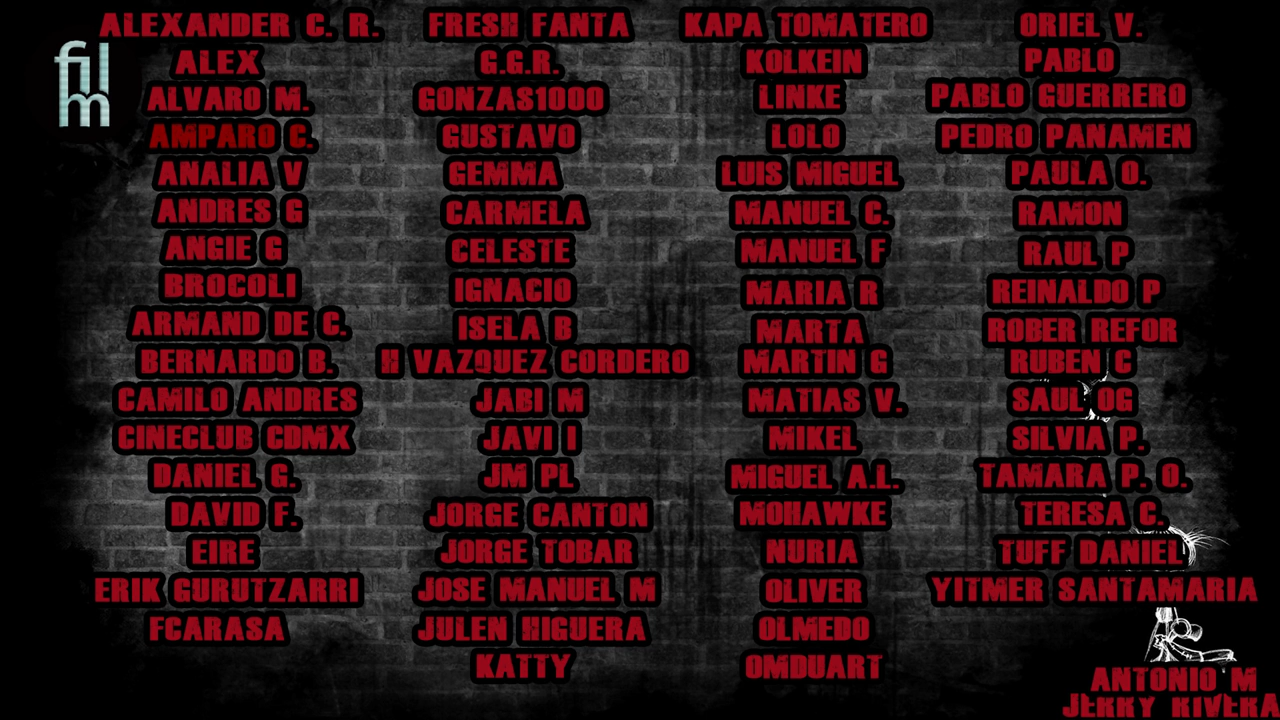 film
ALEXANDER C. R.
ALEX
ALVARO M.
AMPARO C.
ANALIA V
ANDRES G
ANGIE G
BROCOLI
ARMAND DE C.
BERNARDO B.
CAMILO ANDRES
CINECLUB CDMX
DANIEL G.
DAVID F.
EIRE
ERIK GURUTZARRI
FCARASA
FRESH FANTA
G.G.R.
GONZAS1000
GUSTAVO
GEMMA
CARMELA
CELESTE
IGNACIO
ISELA B
H VAZQUEZ CORDERO
JABI M
JAVI I
JM PL
JORGE CANTON
JORGE TOBAR
JOSE MANUEL M
JULEN HIGUERA
KATTY
KAPA TOMATERO
KOLKEIN
LINKE
LOLO
LUIS MIGUEL
MANUEL C.
MANUEL F
MARIA R
MARTA
MARTIN G
MATIAS V.
MIKEL
MIGUEL A.L.
MOHAWKE
NURIA
OLIVER
OLMEDO
OMDUART
ORIEL V.
PABLO
PABLO GUERRERO
PEDRO PANAMEN
PAULA O.
RAMON
RAUL P
REINALDO P
ROBER REFOR
RUBEN C
SAUL OG
SILVIA P.
TAMARA P. O.
TERESA C.
TUFF DANIEL
YITMER SANTAMARIA
ANTONIO M
JERRY RIVERA